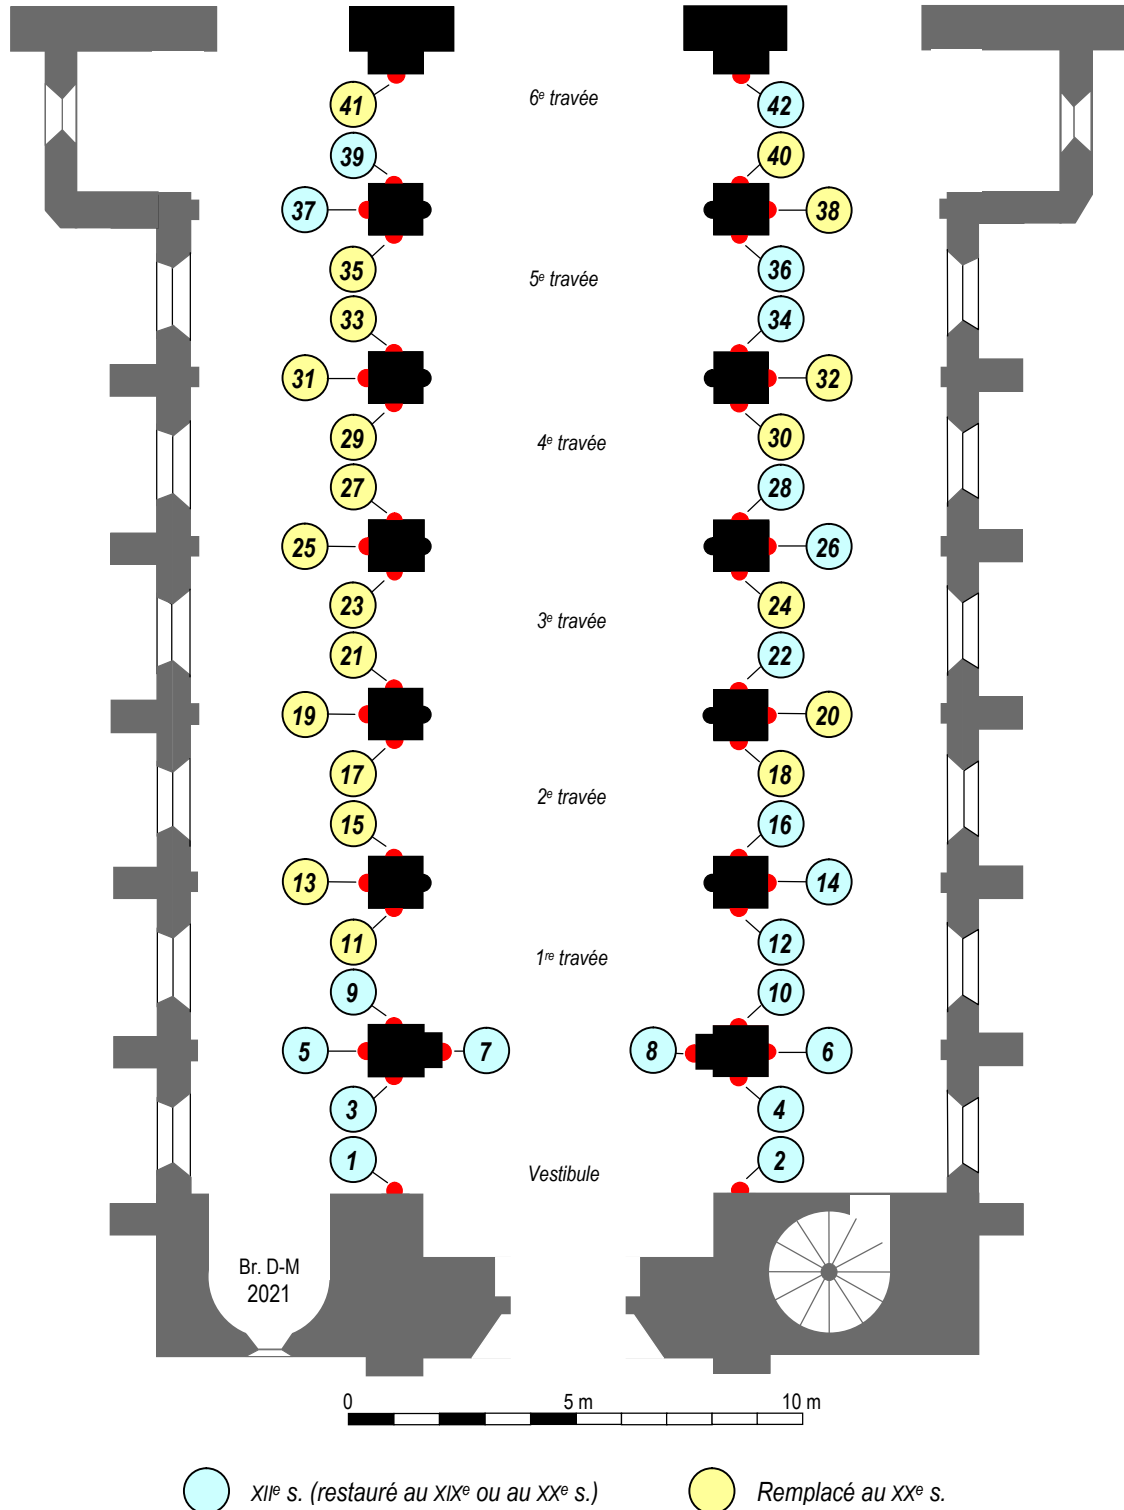 41 6e travée 42
39 40
37 38
35 5e travée 36
33 34
31 32
29 4e travée 30
27 28
25 26
23 3e travée 24
21 22
19 20
17 2e travée 18
15 16
13 14
11 1re travée 12
9 10
5 7 8 6
3 4
1 Vestibule 2
Br. D-M
2021
0 5 m 10 m
XIIe s. (restauré au XIXe ou au XXe s.) Remplacé au XXe s.